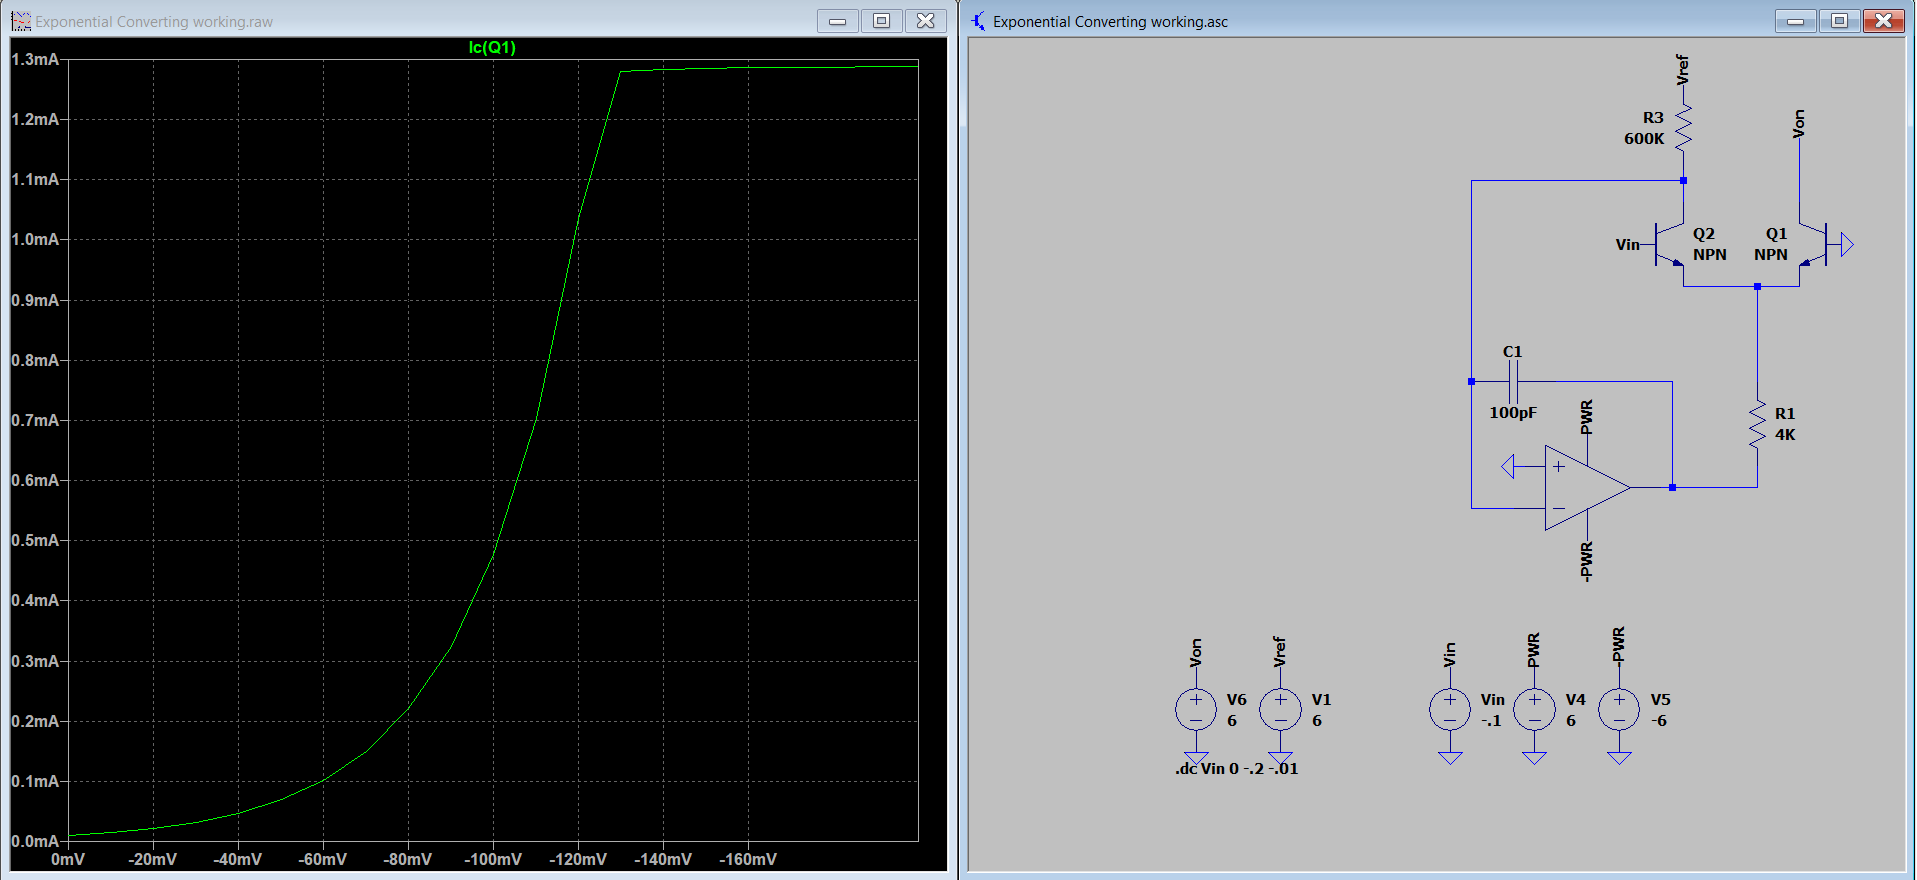 Exponential Converting working.raw
Ic(Q1)
1.3mA
1.2mA
1.1mA
1.0mA
0.9mA
0.8mA
0.7mA
0.6mA
0.5mA
0.4mA
0.3mA
0.2mA
0.1mA
0.0mA
0mV -20mV -40mV -60mV -80mV -100mV -120mV -140mV -160mV
Exponential Converting working.asc
Vref
R3
600K
Von
Vin
Q2
NPN
Q1
NPN
C1
100pF
PWR
-PWR
R1
4K
Von
V6
6
Vref
V1
6
Vin
Vin
-.1
PWR
V4
6
-PWR
V5
-6
.dc Vin 0 -.2 -.01